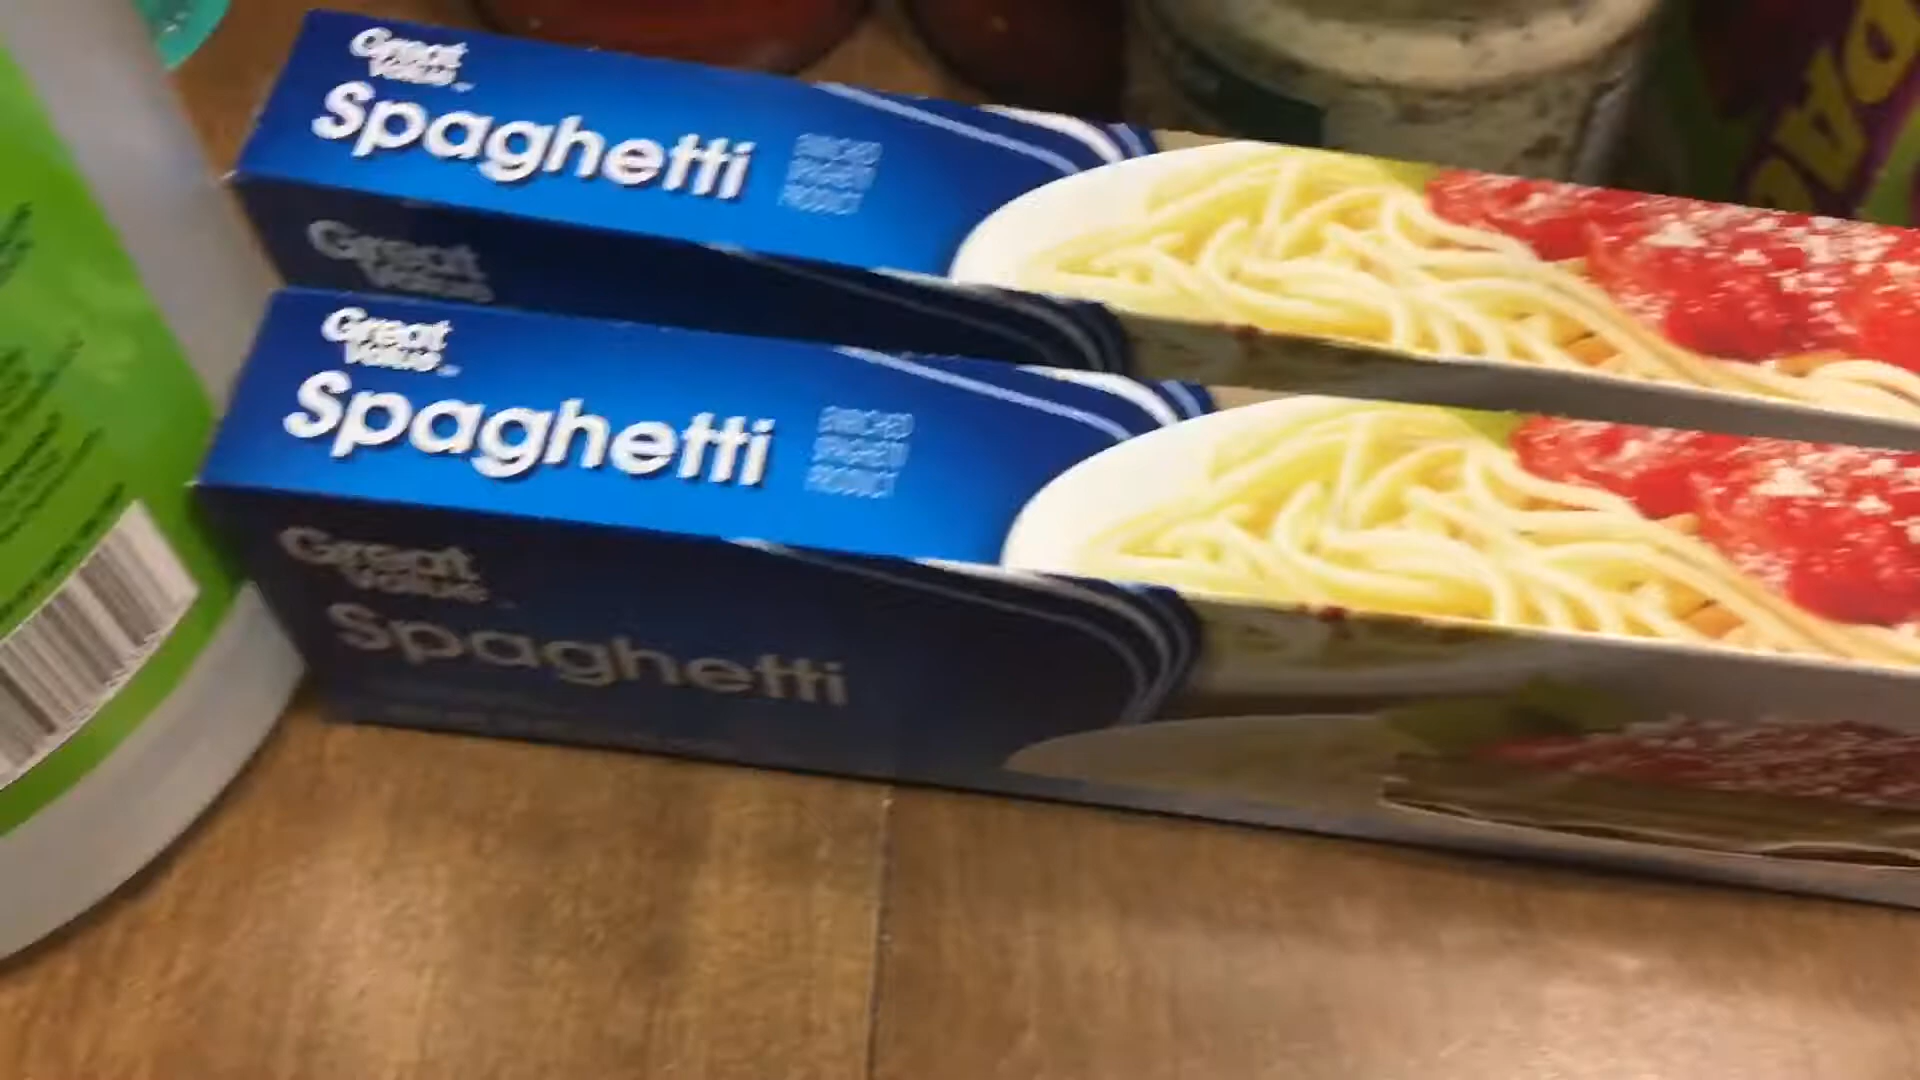 Great
Value
Spaghetti
ENRICHED
SPAGHETTI
PRODUCT
Great
Value
Great
Value
Spaghetti
ENRICHED
SPAGHETTI
PRODUCT
Great
Value
Spaghetti